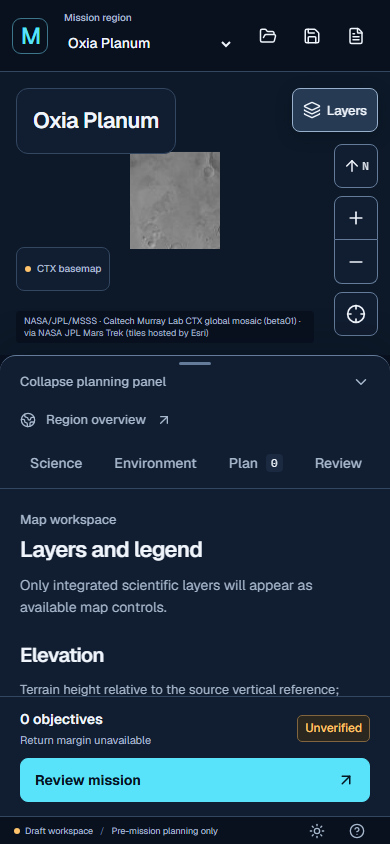 M
Mission region
Oxia Planum
Oxia Planum
Layers
N
CTX basemap
NASA/JPL/MSSS · Caltech Murray Lab CTX global mosaic (beta01) ·
via NASA JPL Mars Trek (tiles hosted by Esri)
Collapse planning panel
Region overview
Science Environment Plan 0 Review
Map workspace
Layers and legend
Only integrated scientific layers will appear as
available map controls.
Elevation
Terrain height relative to the source vertical reference;
0 objectives
Return margin unavailable
Unverified
Review mission
Draft workspace / Pre-mission planning only